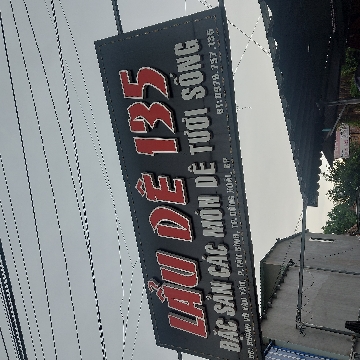 LẨU DÊ 135
ĐẶC SẢN CÁC MÓN DÊ TƯƠI SỐNG
ĐT: 0978.757.135